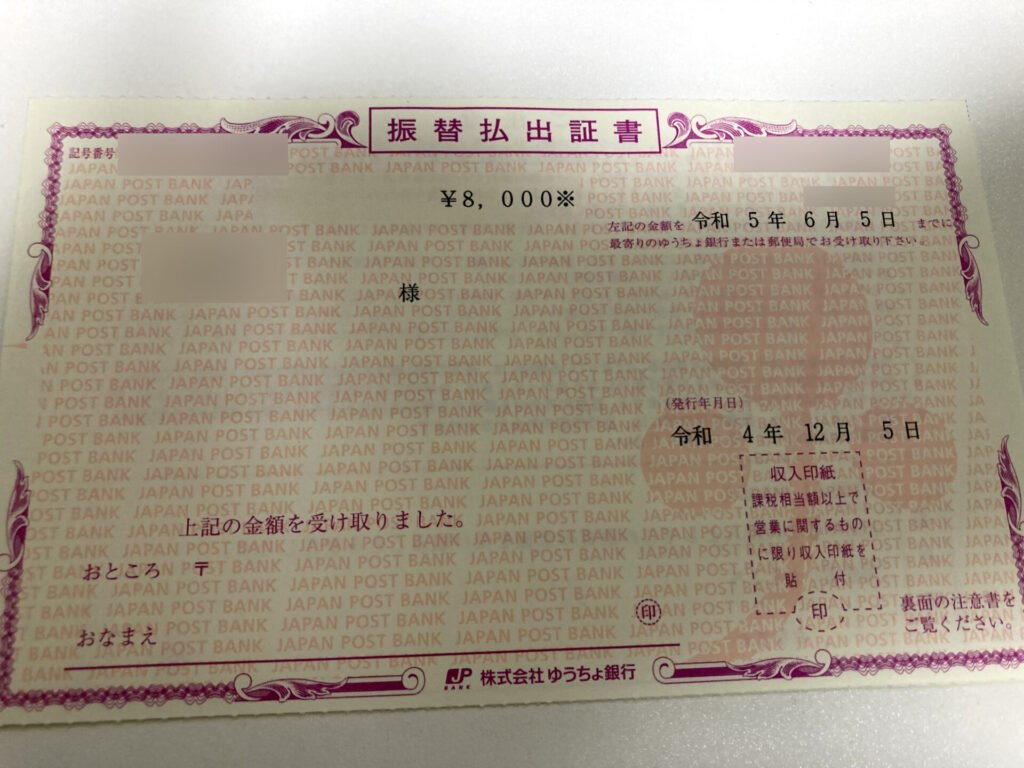 振替払出証書
記号番号
¥8,000※
左記の金額を 令和 5年 6月 5日 までに
最寄りのゆうちょ銀行または郵便局でお受け取り下さい。
様
(発行年月日)
令和 4年 12月 5日
収入印紙
課税相当額以上で
営業に関するもの
に限り収入印紙を
貼 付
印
上記の金額を受け取りました。
おところ 〒
おなまえ
印
裏面の注意書を
ご覧ください。
JP BANK 株式会社ゆうちょ銀行
JAPAN POST BANK